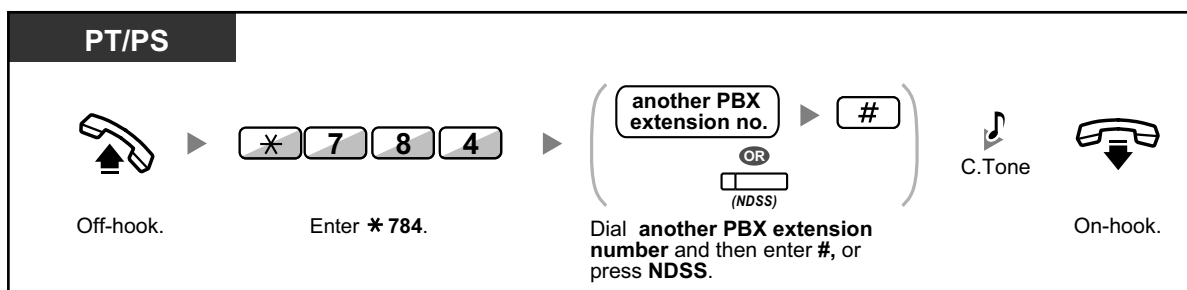 PT/PS
✳ 7 8 4
another PBX
extension no.
#
OR
(NDSS)
C.Tone
Off-hook.
Enter ✳ 784.
Dial another PBX extension
number and then enter #, or
press NDSS.
On-hook.